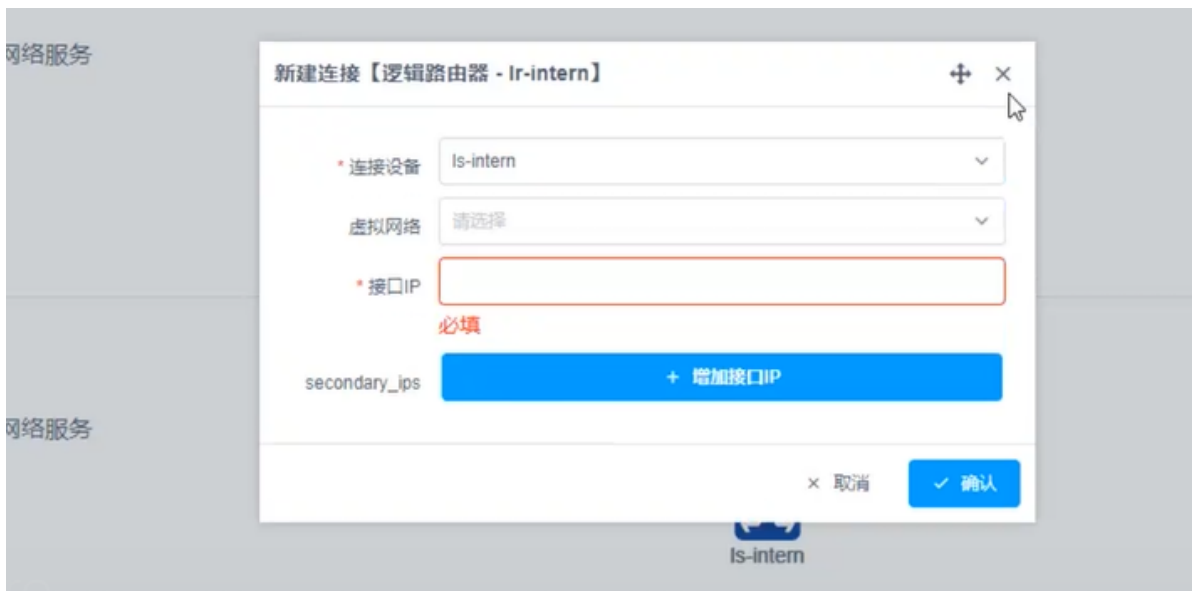 网络服务
新建连接【逻辑路由器 - lr-intern】
* 连接设备 ls-intern
虚拟网络 请选择
* 接口IP
必填
secondary_ips + 增加接口IP
网络服务
× 取消 ✓ 确认
ls-intern